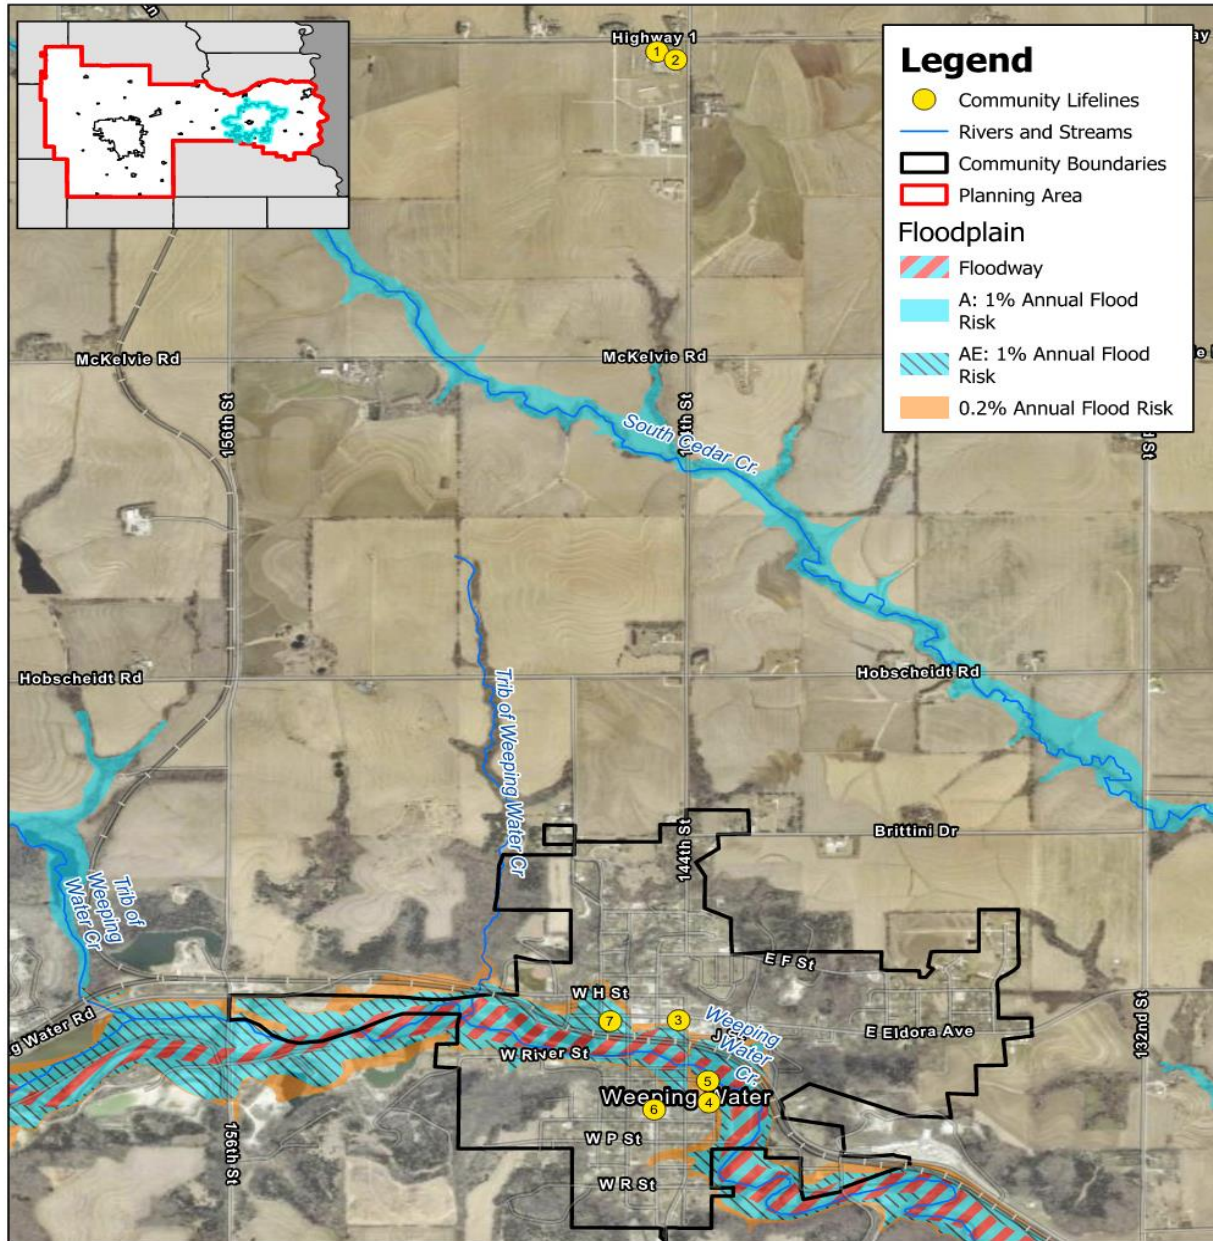 Highway 1
1
2
Legend
Community Lifelines
Rivers and Streams
Community Boundaries
Planning Area
Floodplain
Floodway
A: 1% Annual Flood
Risk
AE: 1% Annual Flood
Risk
0.2% Annual Flood Risk
McKelvie Rd
McKelvie Rd
156th St
South Cedar Cr.
Hobscheidt Rd
Hobscheidt Rd
Trib of Weeping Water Cr
Brittini Dr
144th St
Trib of
Weeping
Water Cr
E F St
W H St
7
3
Weeping
Water
Cr.
E Eldora Ave
132nd St
W River St
5
Weeping Water
4
6
W P St
156th St
W R St